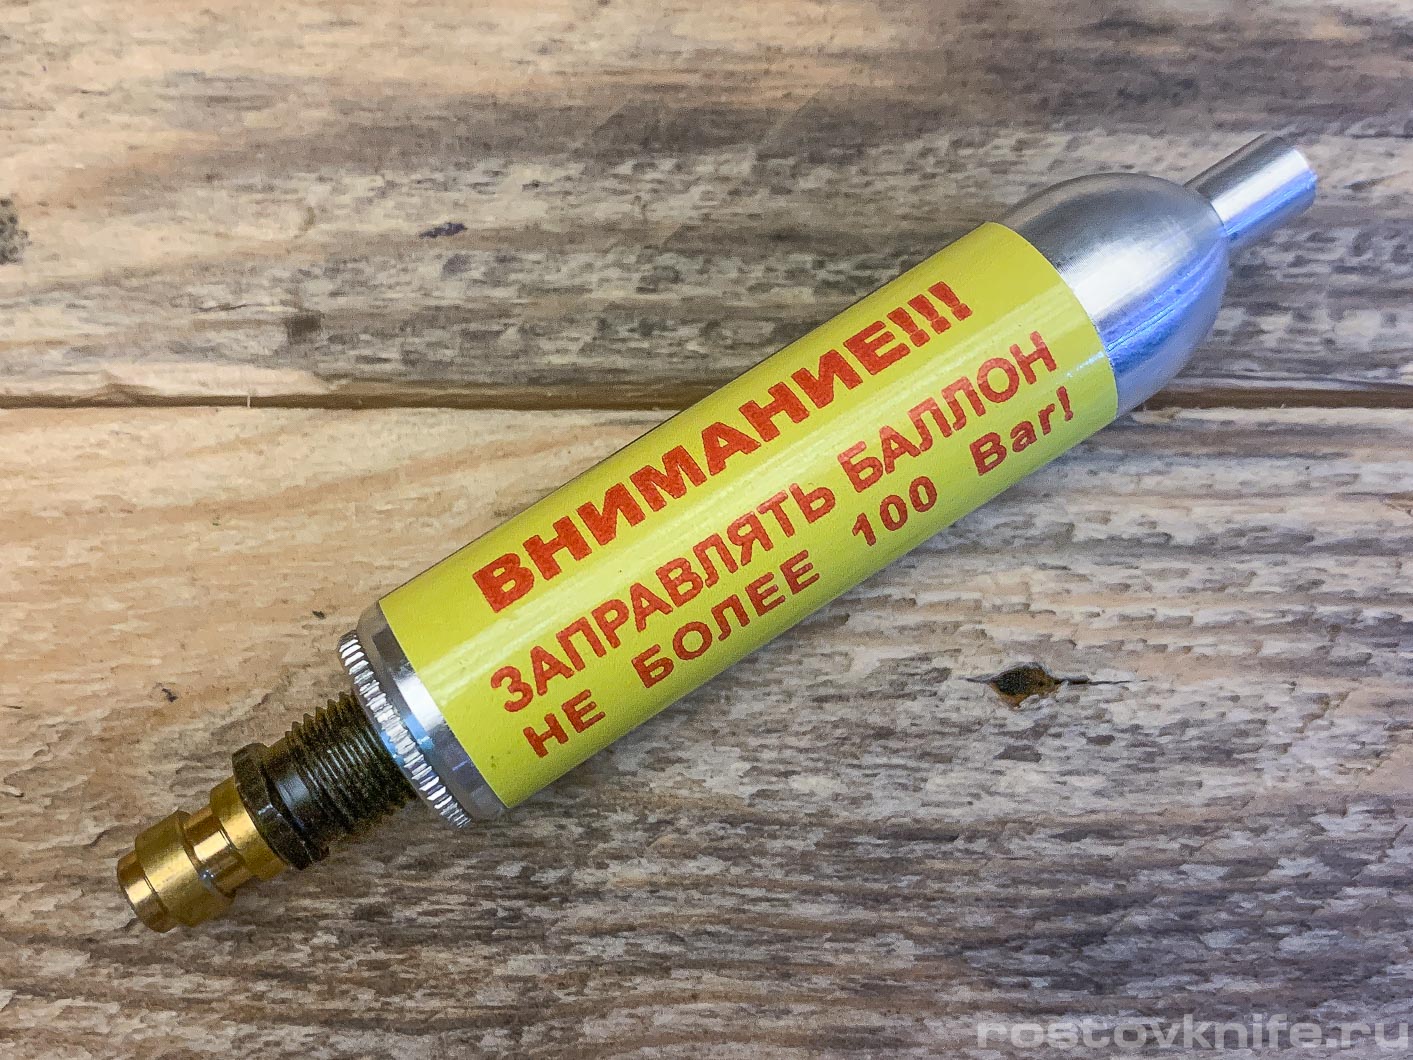 ВНИМАНИЕ!!!
ЗАПРАВЛЯТЬ БАЛЛОН
НЕ БОЛЕЕ 100 Bar!
rostovknife.ru